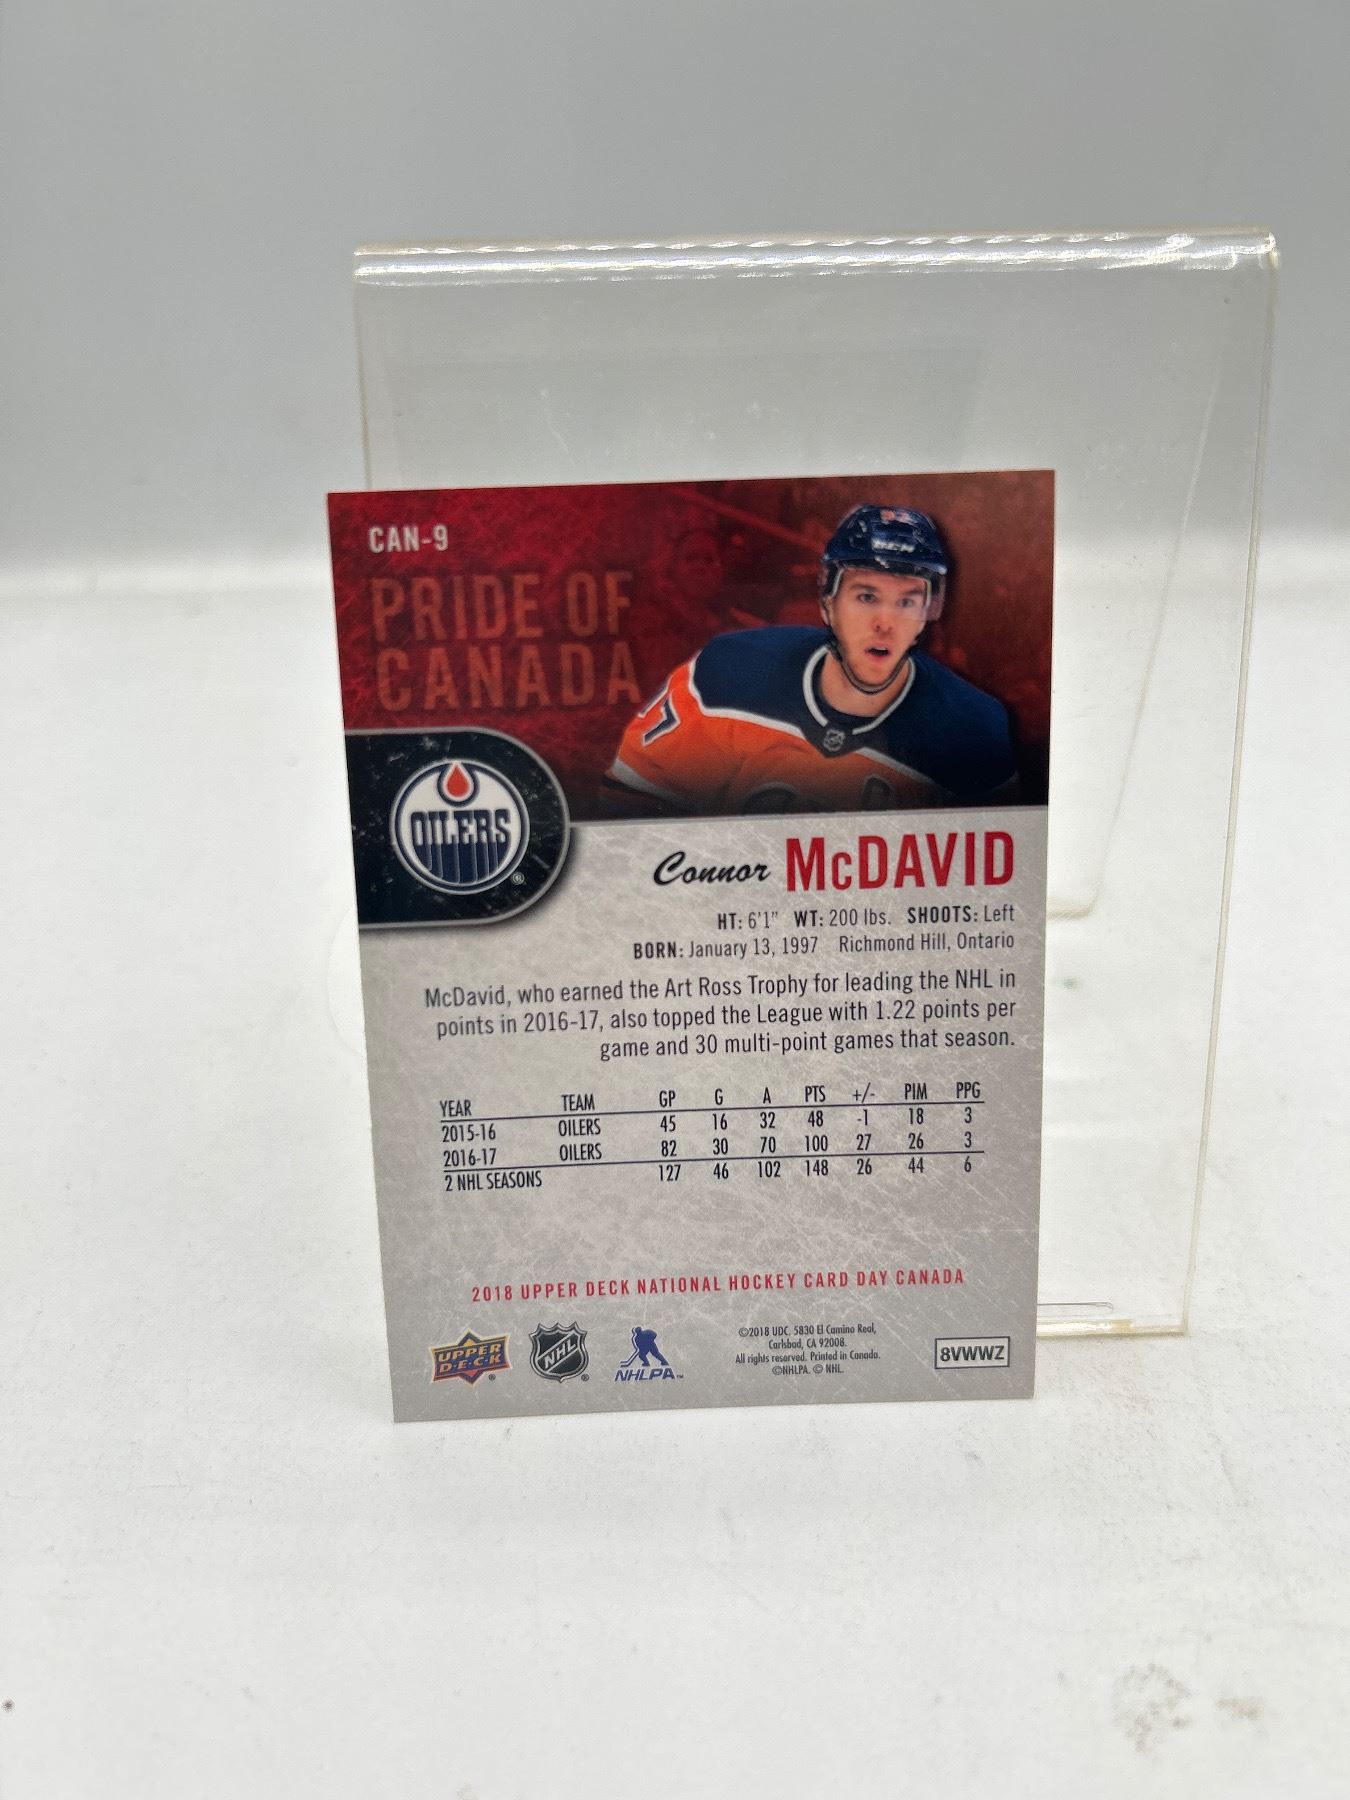 CAN-9
PRIDE OF
CANADA
CCM
OILERS
®
Connor McDAVID
HT: 6'1" WT: 200 lbs. SHOOTS: Left
BORN: January 13, 1997 Richmond Hill, Ontario
McDavid, who earned the Art Ross Trophy for leading the NHL in
points in 2016-17, also topped the League with 1.22 points per
game and 30 multi-point games that season.
YEAR TEAM GP G A PTS +/- PIM PPG
2015-16 OILERS 45 16 32 48 -1 18 3
2016-17 OILERS 82 30 70 100 27 26 3
2 NHL SEASONS 127 46 102 148 26 44 6
2018 UPPER DECK NATIONAL HOCKEY CARD DAY CANADA
UPPER
D·E·C·K
®
NHL
®
NHLPA™
©2018 UDC. 5830 El Camino Real,
Carlsbad, CA 92008.
All rights reserved. Printed in Canada.
©NHLPA. © NHL.
8VWWZ